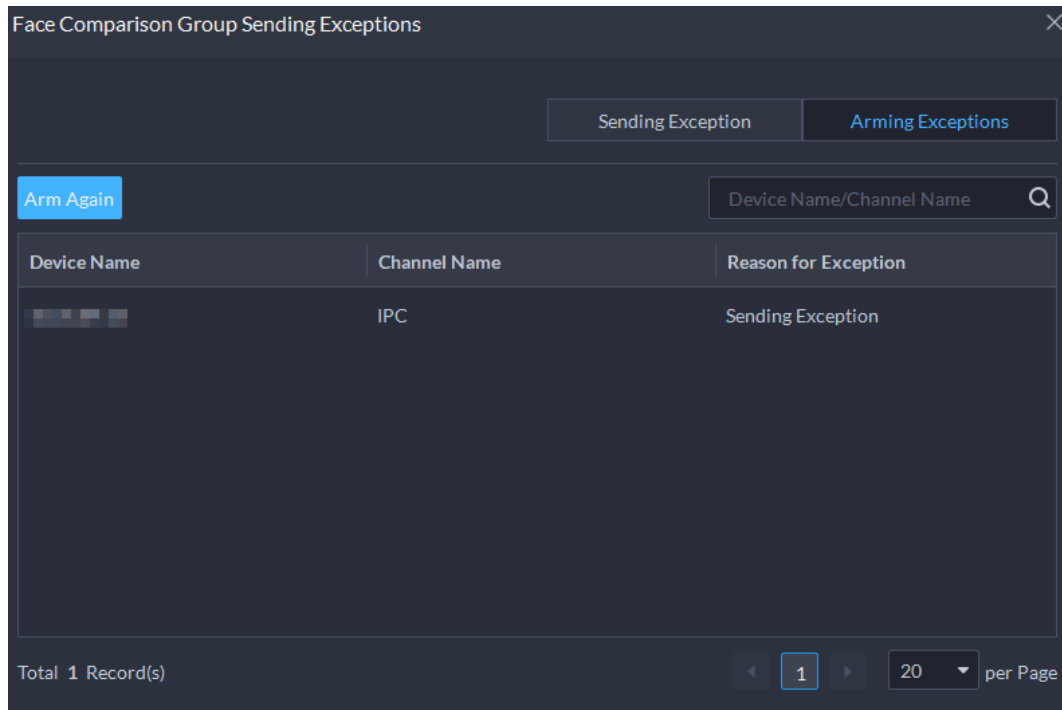 Face Comparison Group Sending Exceptions
Sending Exception Arming Exceptions
Arm Again Device Name/Channel Name
Device Name Channel Name Reason for Exception
IPC Sending Exception
Total 1 Record(s) 1 20 per Page